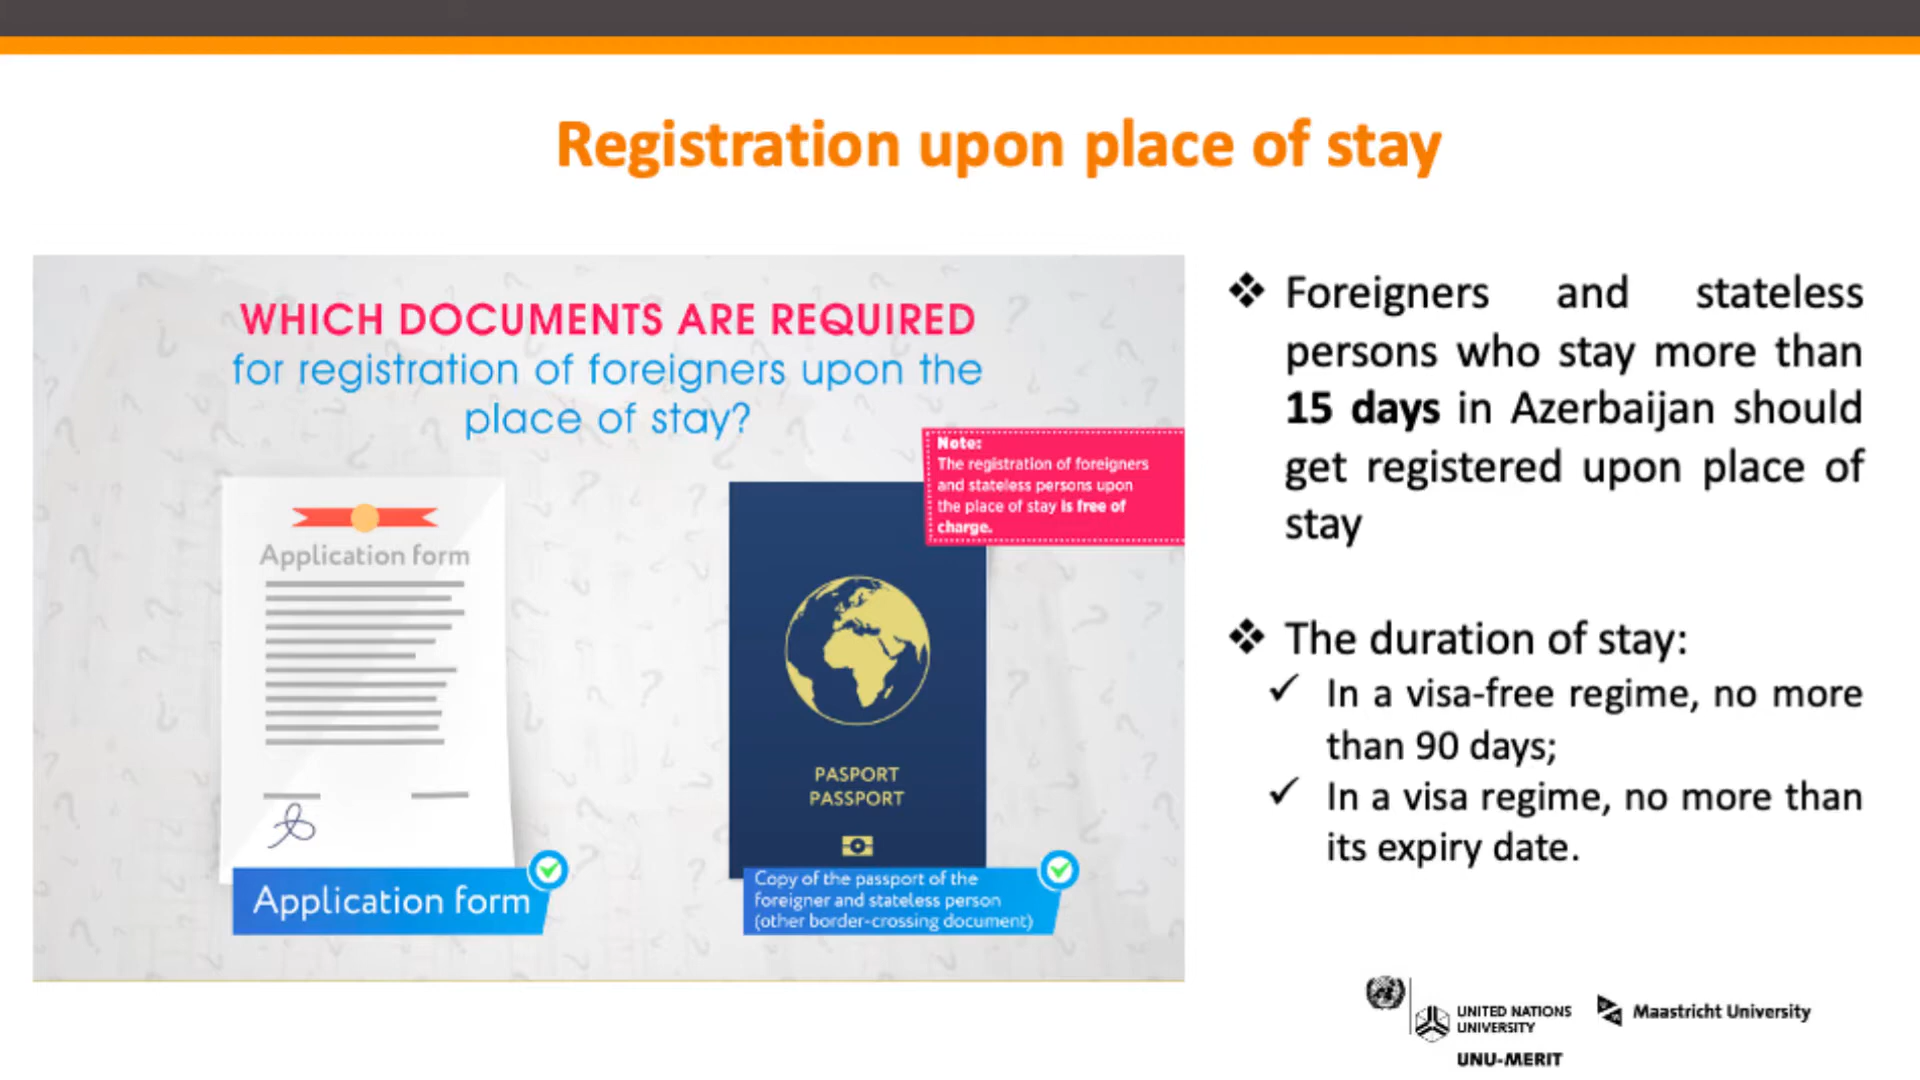 Registration upon place of stay
WHICH DOCUMENTS ARE REQUIRED
for registration of foreigners upon the
place of stay?
Note:
The registration of foreigners
and stateless persons upon
the place of stay is free of
charge.
Application form
PASPORT
PASSPORT
Application form
Copy of the passport of the
foreigner and stateless person
(other border-crossing document)
❖ Foreigners and stateless
persons who stay more than
15 days in Azerbaijan should
get registered upon place of
stay
❖ The duration of stay:
✓ In a visa-free regime, no more
than 90 days;
✓ In a visa regime, no more than
its expiry date.
UNITED NATIONS
UNIVERSITY
UNU-MERIT
Maastricht University